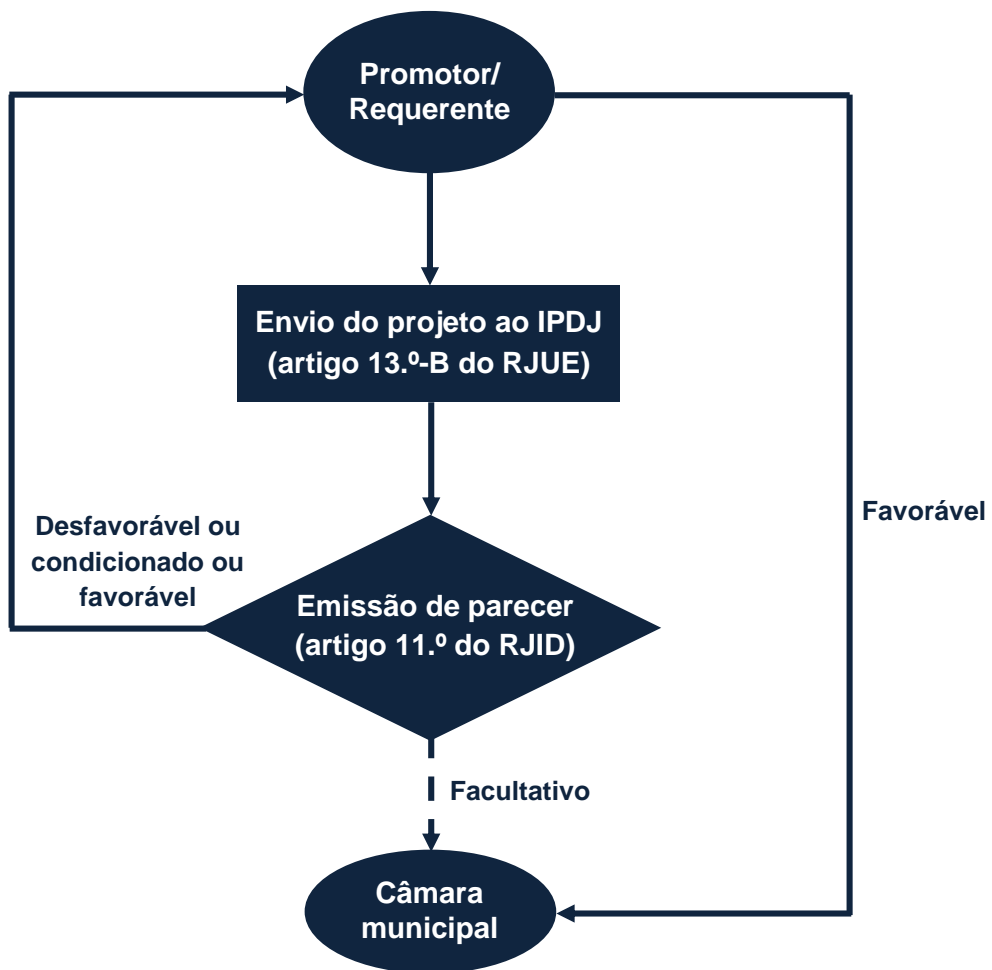 Promotor/
Requerente
Envio do projeto ao IPDJ
(artigo 13.º-B do RJUE)
Favorável
Desfavorável ou
condicionado ou
favorável
Emissão de parecer
(artigo 11.º do RJID)
Facultativo
Câmara
municipal